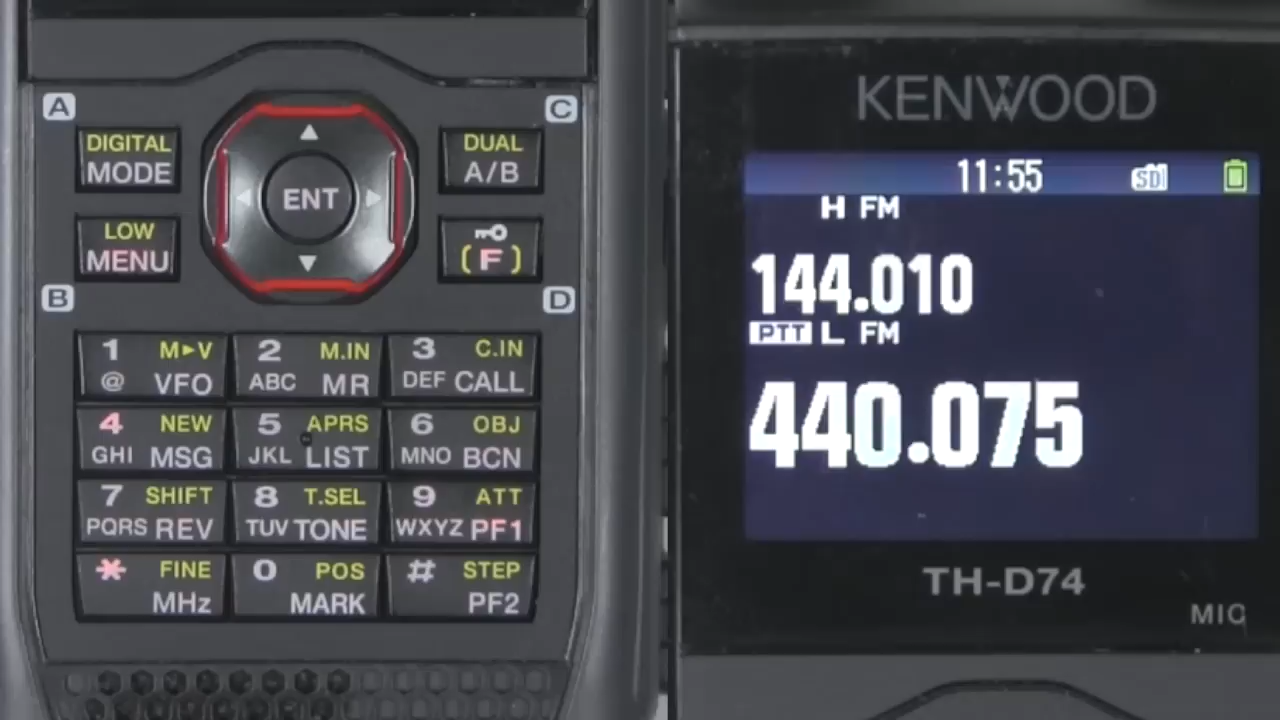 A
C
DIGITAL
MODE
ENT
DUAL
A/B
LOW
MENU
(F)
B
D
1 M▶V
@ VFO
2 M.IN
ABC MR
3 C.IN
DEF CALL
4 NEW
GHI MSG
5 APRS
JKL LIST
6 OBJ
MNO BCN
7 SHIFT
PQRS REV
8 T.SEL
TUV TONE
9 ATT
WXYZ PF1
* FINE
MHz
0 POS
MARK
# STEP
PF2
KENWOOD
11:55 SD
H FM
144.010
PTT L FM
440.075
TH-D74
MIC